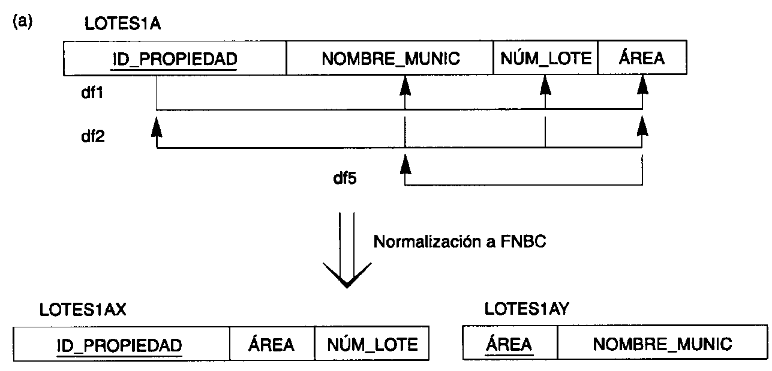 (a) LOTES1A
ID_PROPIEDAD NOMBRE_MUNIC NÚM_LOTE ÁREA
df1
df2
df5
Normalización a FNBC
LOTES1AX LOTES1AY
ID_PROPIEDAD ÁREA NÚM_LOTE ÁREA NOMBRE_MUNIC